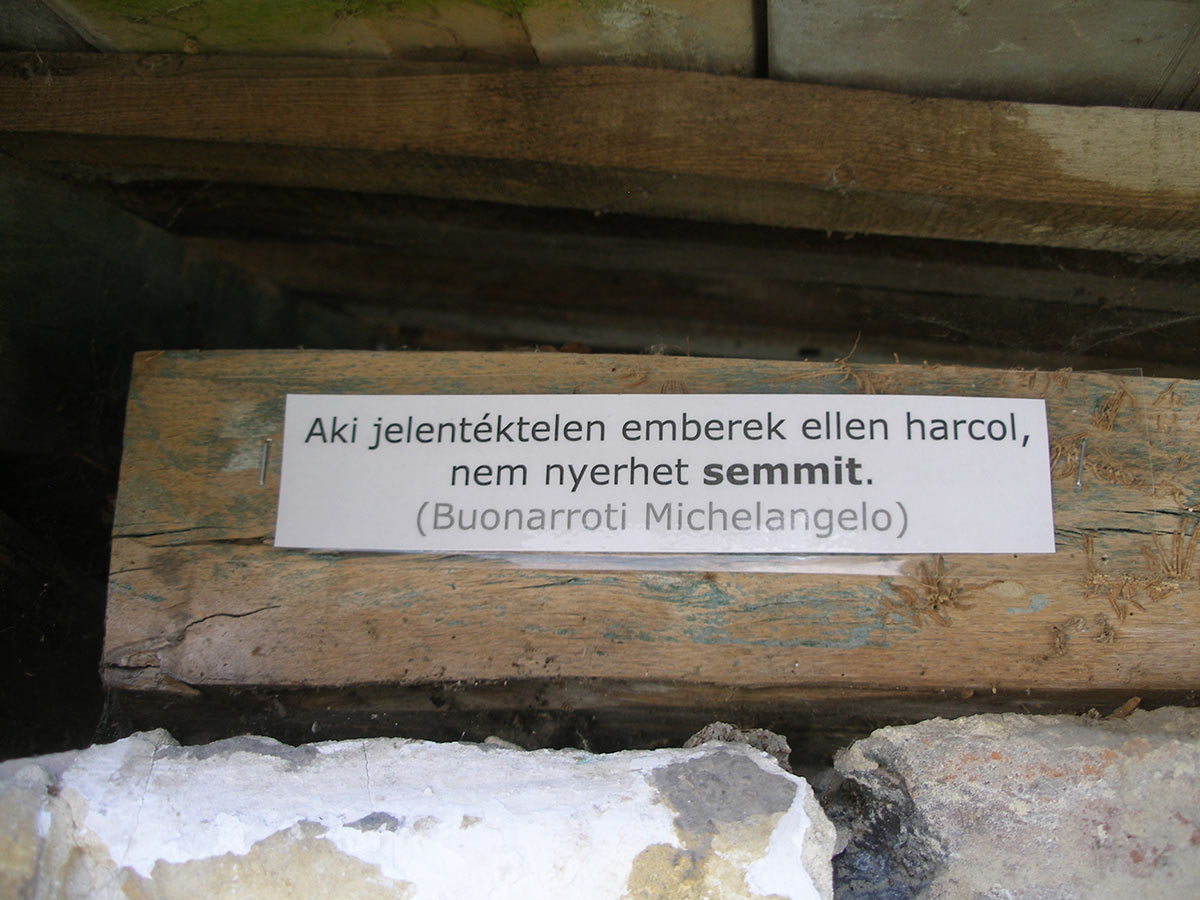 Aki jelentéktelen emberek ellen harcol,
nem nyerhet semmit.
(Buonarroti Michelangelo)